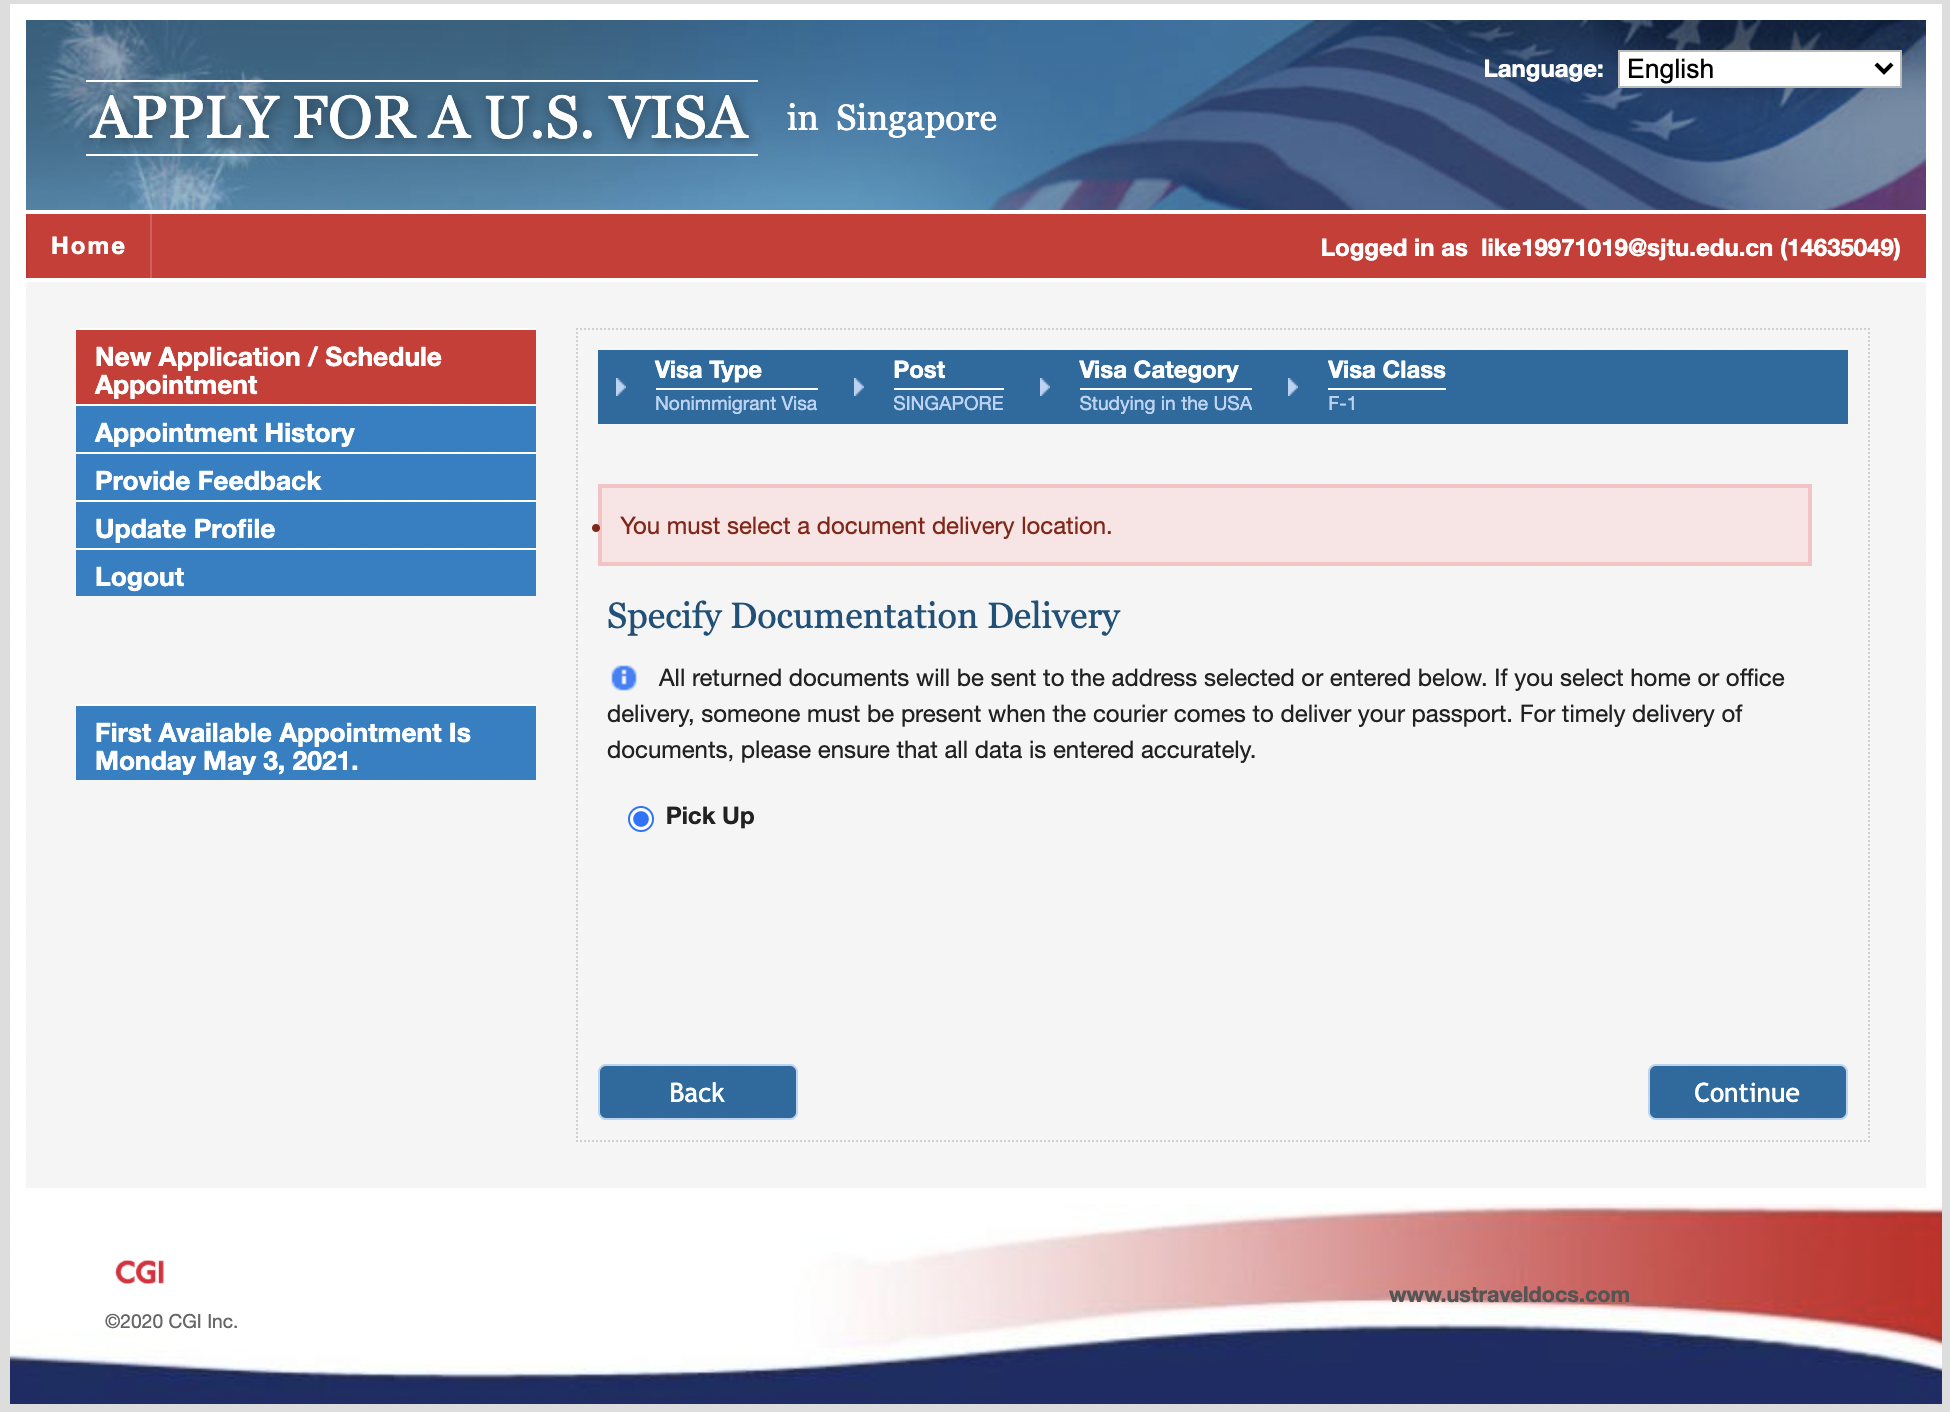 APPLY FOR A U.S. VISA in Singapore
Language: English
Home
Logged in as like19971019@sjtu.edu.cn (14635049)
New Application / Schedule
Appointment
Appointment History
Provide Feedback
Update Profile
Logout
First Available Appointment Is
Monday May 3, 2021.
Visa Type
Nonimmigrant Visa
Post
SINGAPORE
Visa Category
Studying in the USA
Visa Class
F-1
• You must select a document delivery location.
Specify Documentation Delivery
All returned documents will be sent to the address selected or entered below. If you select home or office
delivery, someone must be present when the courier comes to deliver your passport. For timely delivery of
documents, please ensure that all data is entered accurately.
Pick Up
Back
Continue
CGI
©2020 CGI Inc.
www.ustraveldocs.com